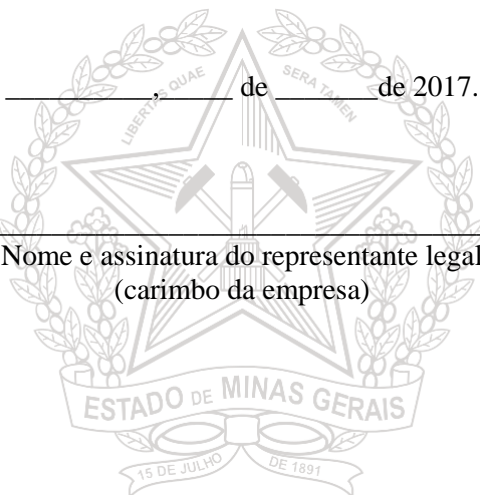 LIBERTAS QUAE SERA TAMEN
__________,_____ de _______de 2017.
Nome e assinatura do representante legal
(carimbo da empresa)
ESTADO DE MINAS GERAIS
15 DE JULHO DE 1891